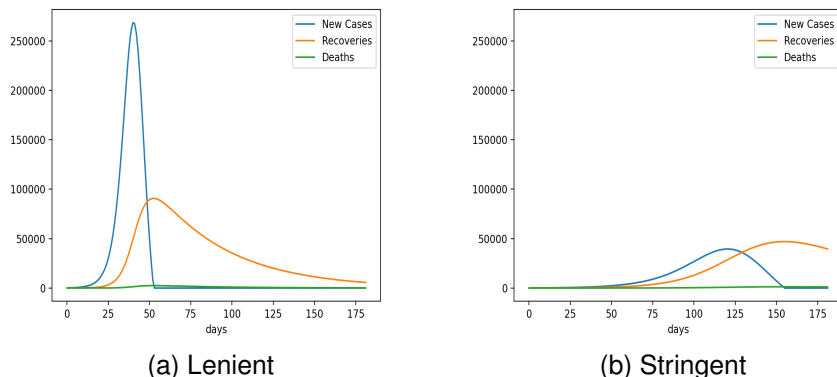 New Cases
Recoveries
Deaths
250000
200000
150000
100000
50000
0
0 25 50 75 100 125 150 175
days
(a) Lenient
New Cases
Recoveries
Deaths
250000
200000
150000
100000
50000
0
0 25 50 75 100 125 150 175
days
(b) Stringent